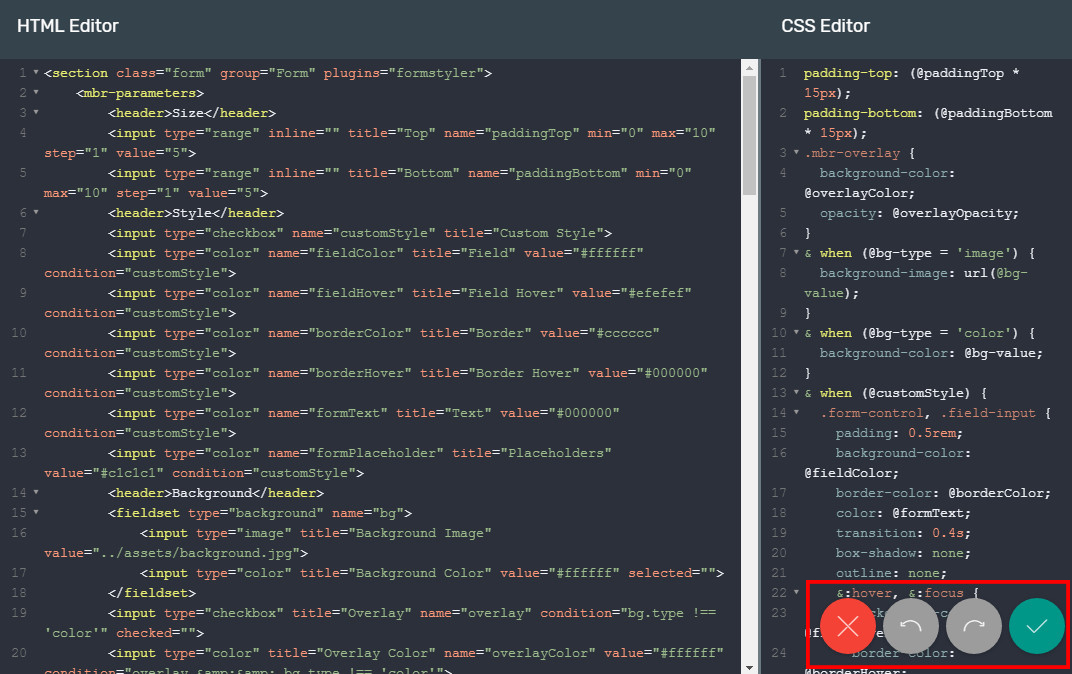 HTML Editor
1 <section class="form" group="Form" plugins="formstyler">
2 <mbr-parameters>
3 <header>Size</header>
4 <input type="range" inline="" title="Top" name="paddingTop" min="0" max="10"
step="1" value="5">
5 <input type="range" inline="" title="Bottom" name="paddingBottom" min="0"
max="10" step="1" value="5">
6 <header>Style</header>
7 <input type="checkbox" name="customStyle" title="Custom Style">
8 <input type="color" name="fieldColor" title="Field" value="#ffffff"
condition="customStyle">
9 <input type="color" name="fieldHover" title="Field Hover" value="#efefef"
condition="customStyle">
10 <input type="color" name="borderColor" title="Border" value="#cccccc"
condition="customStyle">
11 <input type="color" name="borderHover" title="Border Hover" value="#000000"
condition="customStyle">
12 <input type="color" name="formText" title="Text" value="#000000"
condition="customStyle">
13 <input type="color" name="formPlaceholder" title="Placeholders"
value="#c1c1c1" condition="customStyle">
14 <header>Background</header>
15 <fieldset type="background" name="bg">
16 <input type="image" title="Background Image"
value="../assets/background.jpg">
17 <input type="color" title="Background Color" value="#ffffff" selected="">
18 </fieldset>
19 <input type="checkbox" title="Overlay" name="overlay" condition="bg.type !==
'color'" checked="">
20 <input type="color" title="Overlay Color" name="overlayColor" value="#ffffff"
condition="overlay &amp;&amp; bg.type !== 'color'">
CSS Editor
1 padding-top: (@paddingTop *
15px);
2 padding-bottom: (@paddingBottom
* 15px);
3 .mbr-overlay {
4 background-color:
@overlayColor;
5 opacity: @overlayOpacity;
6 }
7 & when (@bg-type = 'image') {
8 background-image: url(@bg-
value);
9 }
10 & when (@bg-type = 'color') {
11 background-color: @bg-value;
12 }
13 & when (@customStyle) {
14 .form-control, .field-input {
15 padding: 0.5rem;
16 background-color:
@fieldColor;
17 border-color: @borderColor;
18 color: @formText;
19 transition: 0.4s;
20 box-shadow: none;
21 outline: none;
22 &:hover, &:focus {
23
24 border-color:
@borderHover;